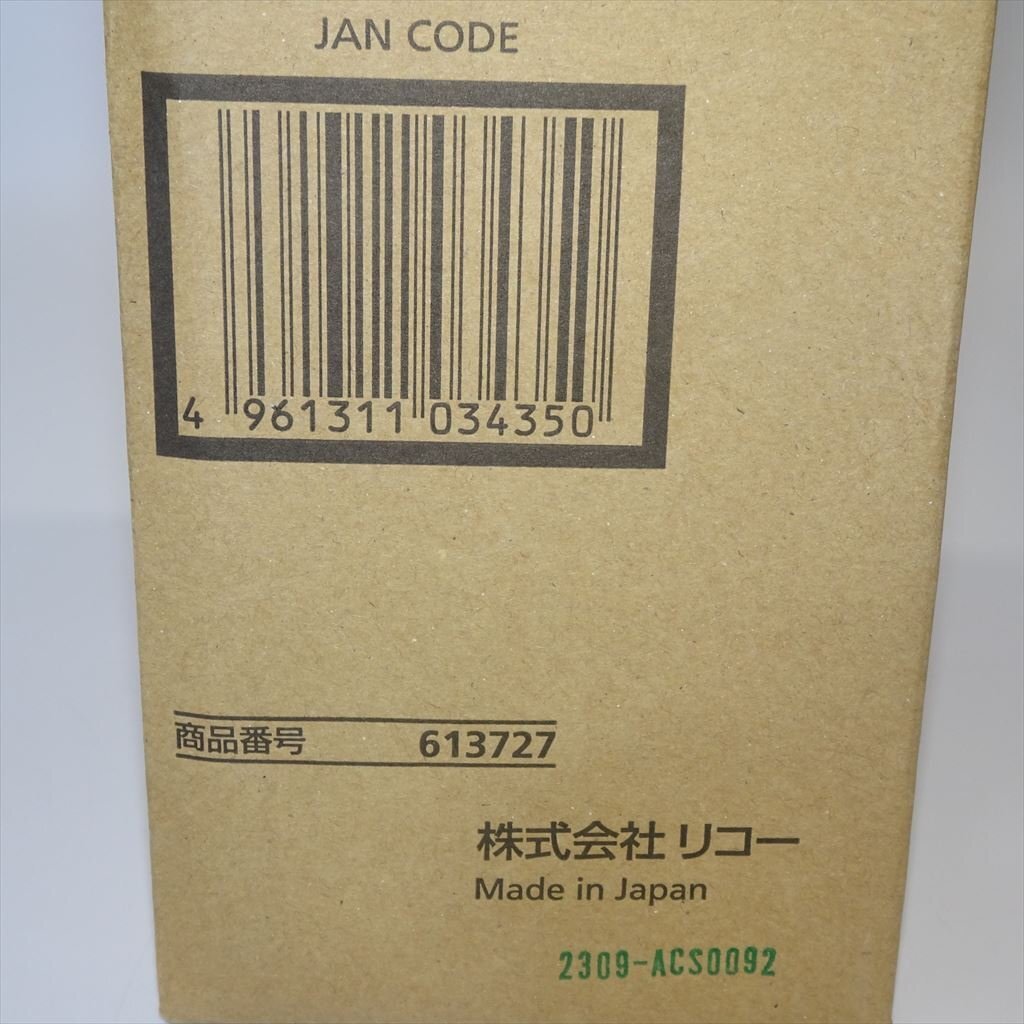 JAN CODE
4 961311 034350
商品番号 613727
株式会社 リコー
Made in Japan
2309-ACS0092